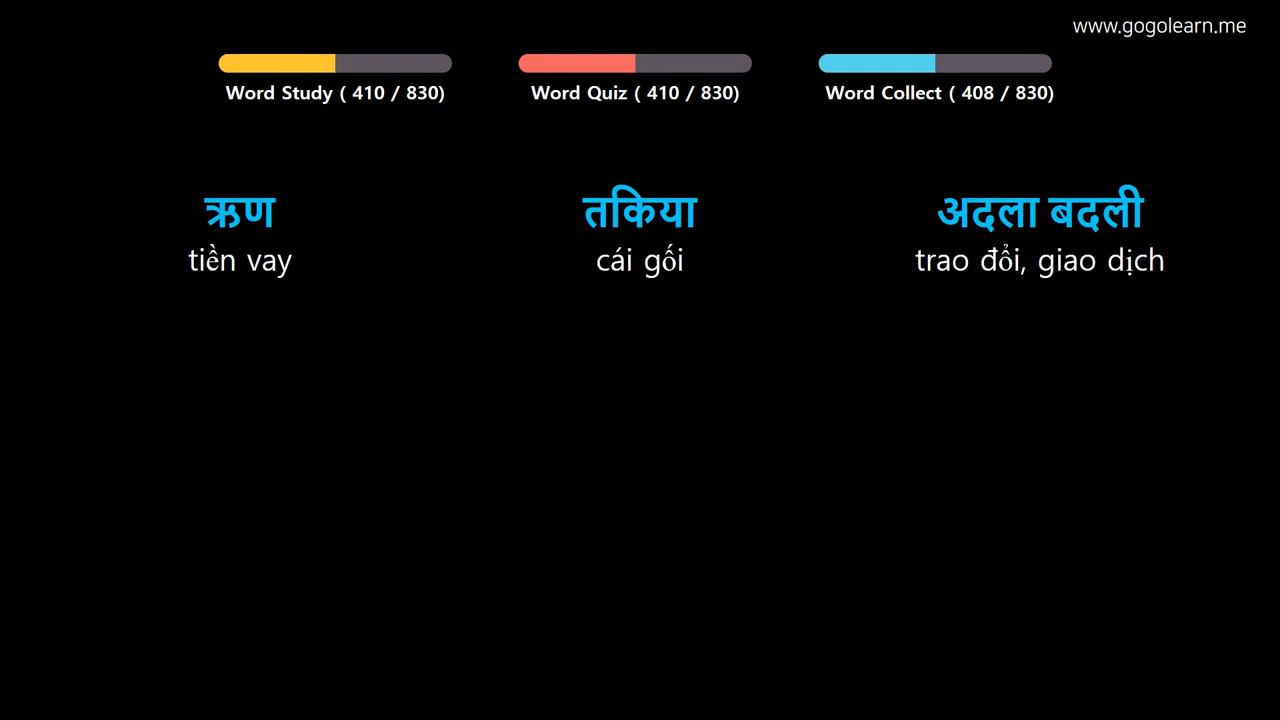 www.gogolearn.me
Word Study ( 410 / 830)
Word Quiz ( 410 / 830)
Word Collect ( 408 / 830)
ऋण
तकिया
अदला बदली
tiền vay
cái gối
trao đổi, giao dịch